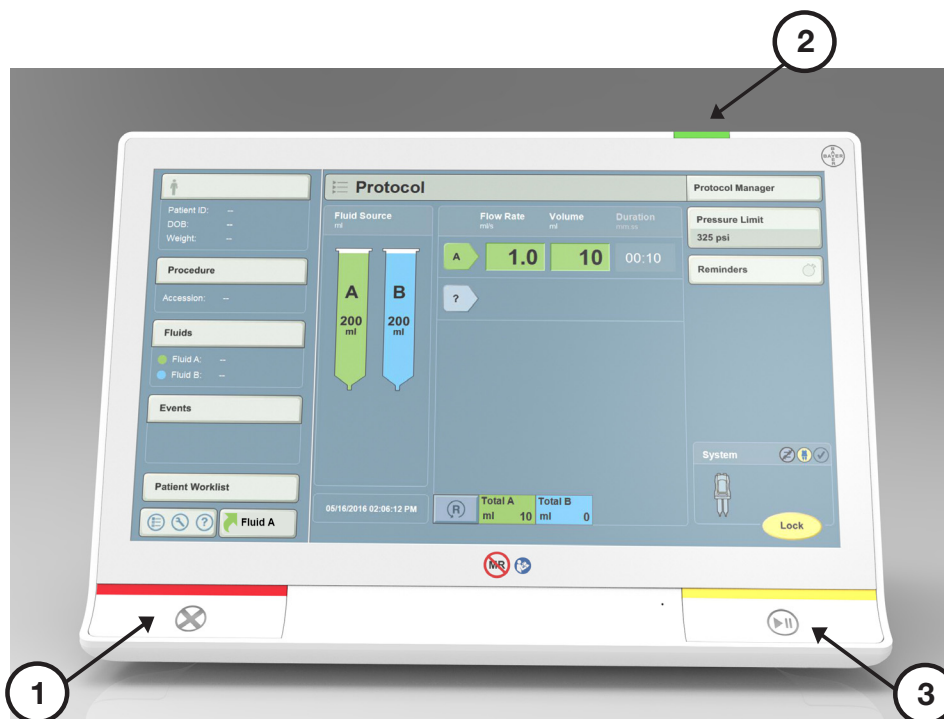 2
BAYER
Protocol
Protocol Manager
Patient ID: --
DOB: --
Weight: --
Fluid Source
ml
Flow Rate
ml/s
Volume
ml
Duration
mm:ss
Pressure Limit
325 psi
A
1.0
10
00:10
Procedure
Reminders
Accession: --
?
A
200
ml
B
200
ml
Fluids
Fluid A: --
Fluid B: --
Events
System
Patient Worklist
?
Fluid A
05/16/2016 02:06:12 PM
R
Total A
ml 10
Total B
ml 0
Lock
MR
1
3